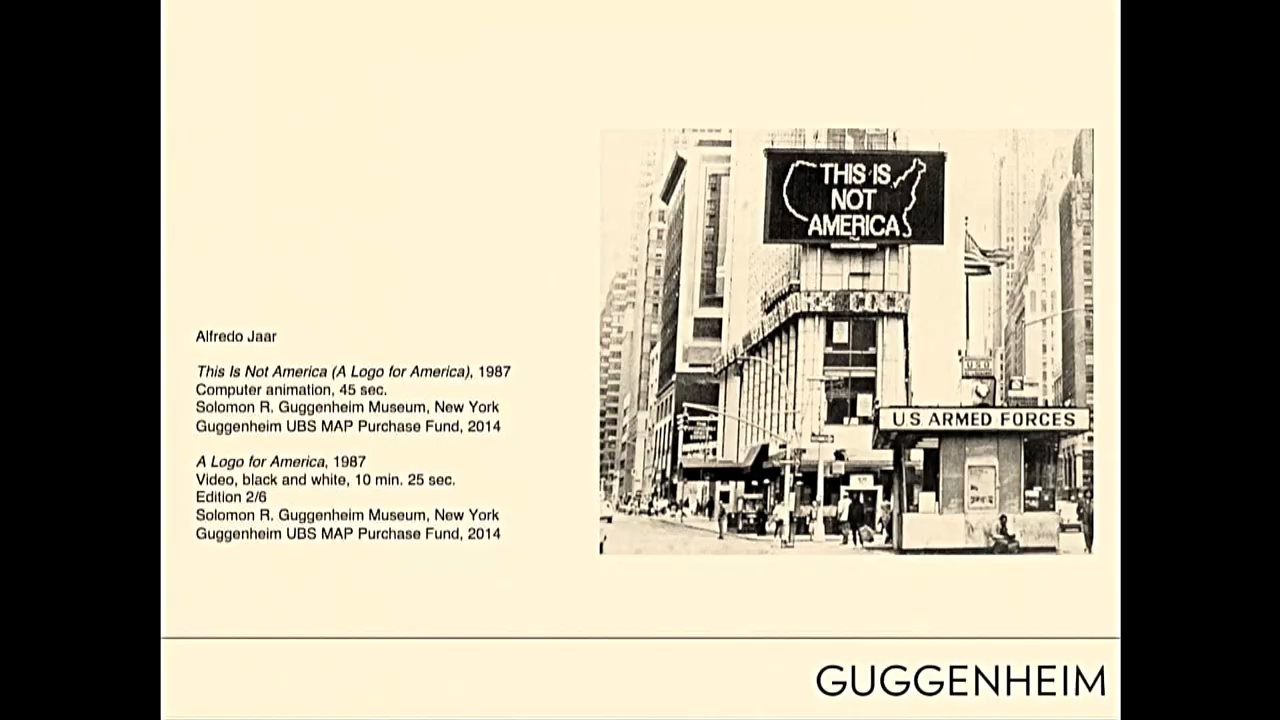 Alfredo Jaar
This Is Not America (A Logo for America), 1987
Computer animation, 45 sec.
Solomon R. Guggenheim Museum, New York
Guggenheim UBS MAP Purchase Fund, 2014
A Logo for America, 1987
Video, black and white, 10 min. 25 sec.
Edition 2/6
Solomon R. Guggenheim Museum, New York
Guggenheim UBS MAP Purchase Fund, 2014
THIS IS
NOT
AMERICA
USO
U.S ARMED FORCES
GUGGENHEIM